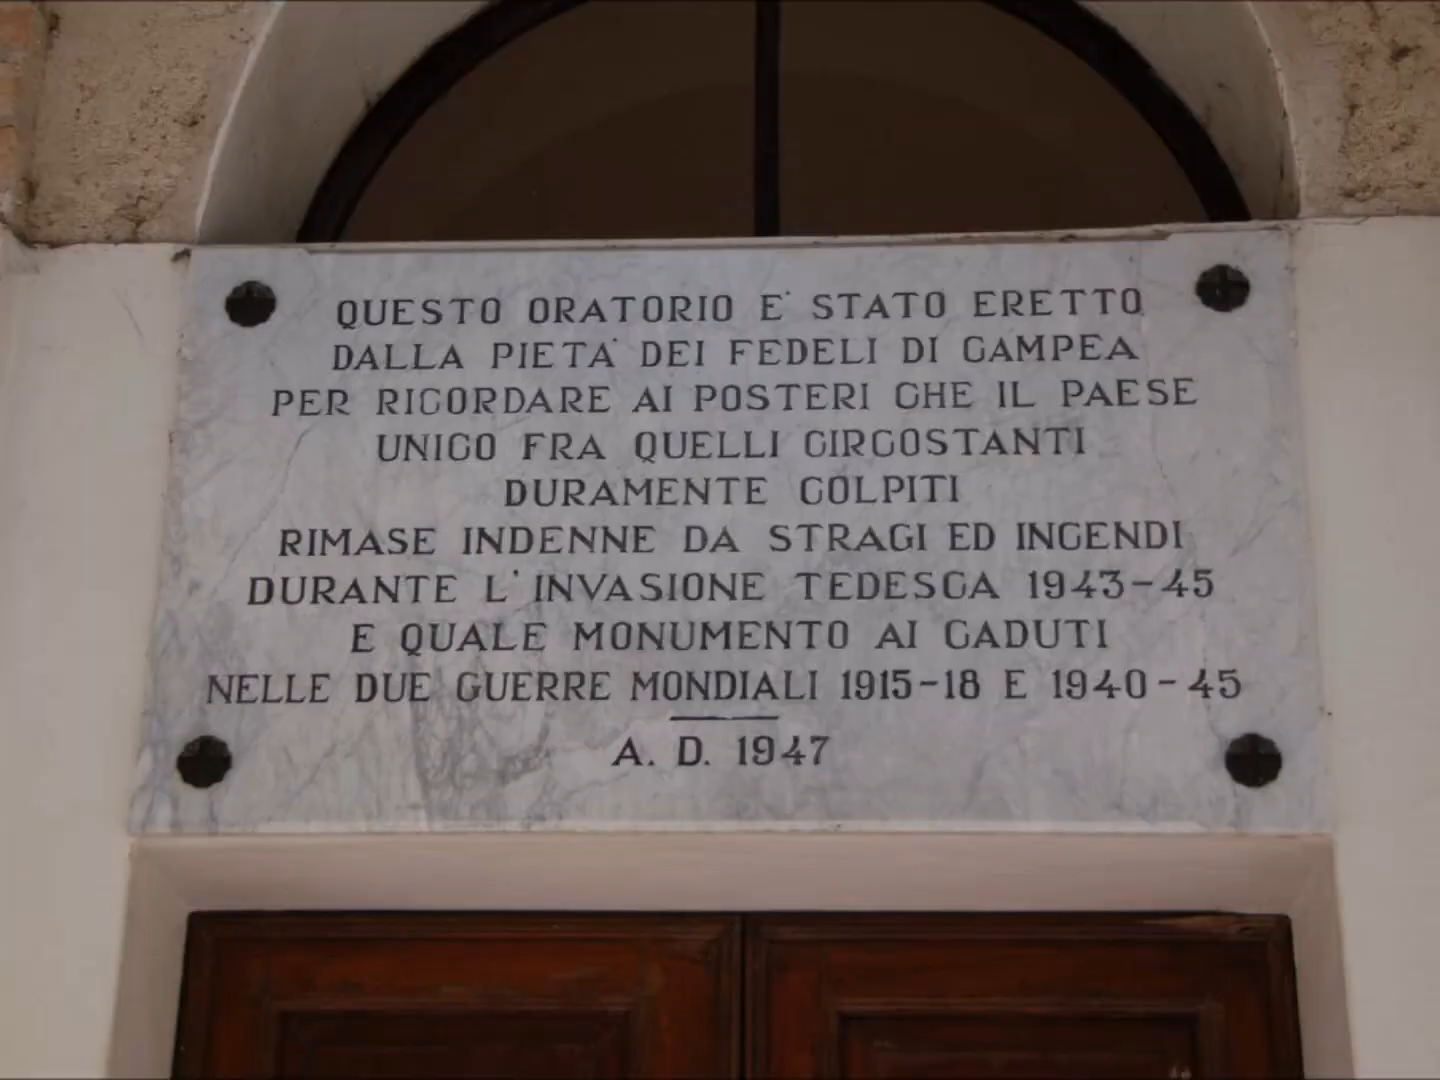 QUESTO ORATORIO E' STATO ERETTO
DALLA PIETA' DEI FEDELI DI CAMPEA
PER RICORDARE AI POSTERI CHE IL PAESE
UNICO FRA QUELLI CIRCOSTANTI
DURAMENTE COLPITI
RIMASE INDENNE DA STRAGI ED INCENDI
DURANTE L'INVASIONE TEDESCA 1943-45
E QUALE MONUMENTO AI CADUTI
NELLE DUE GUERRE MONDIALI 1915-18 E 1940-45
A. D. 1947